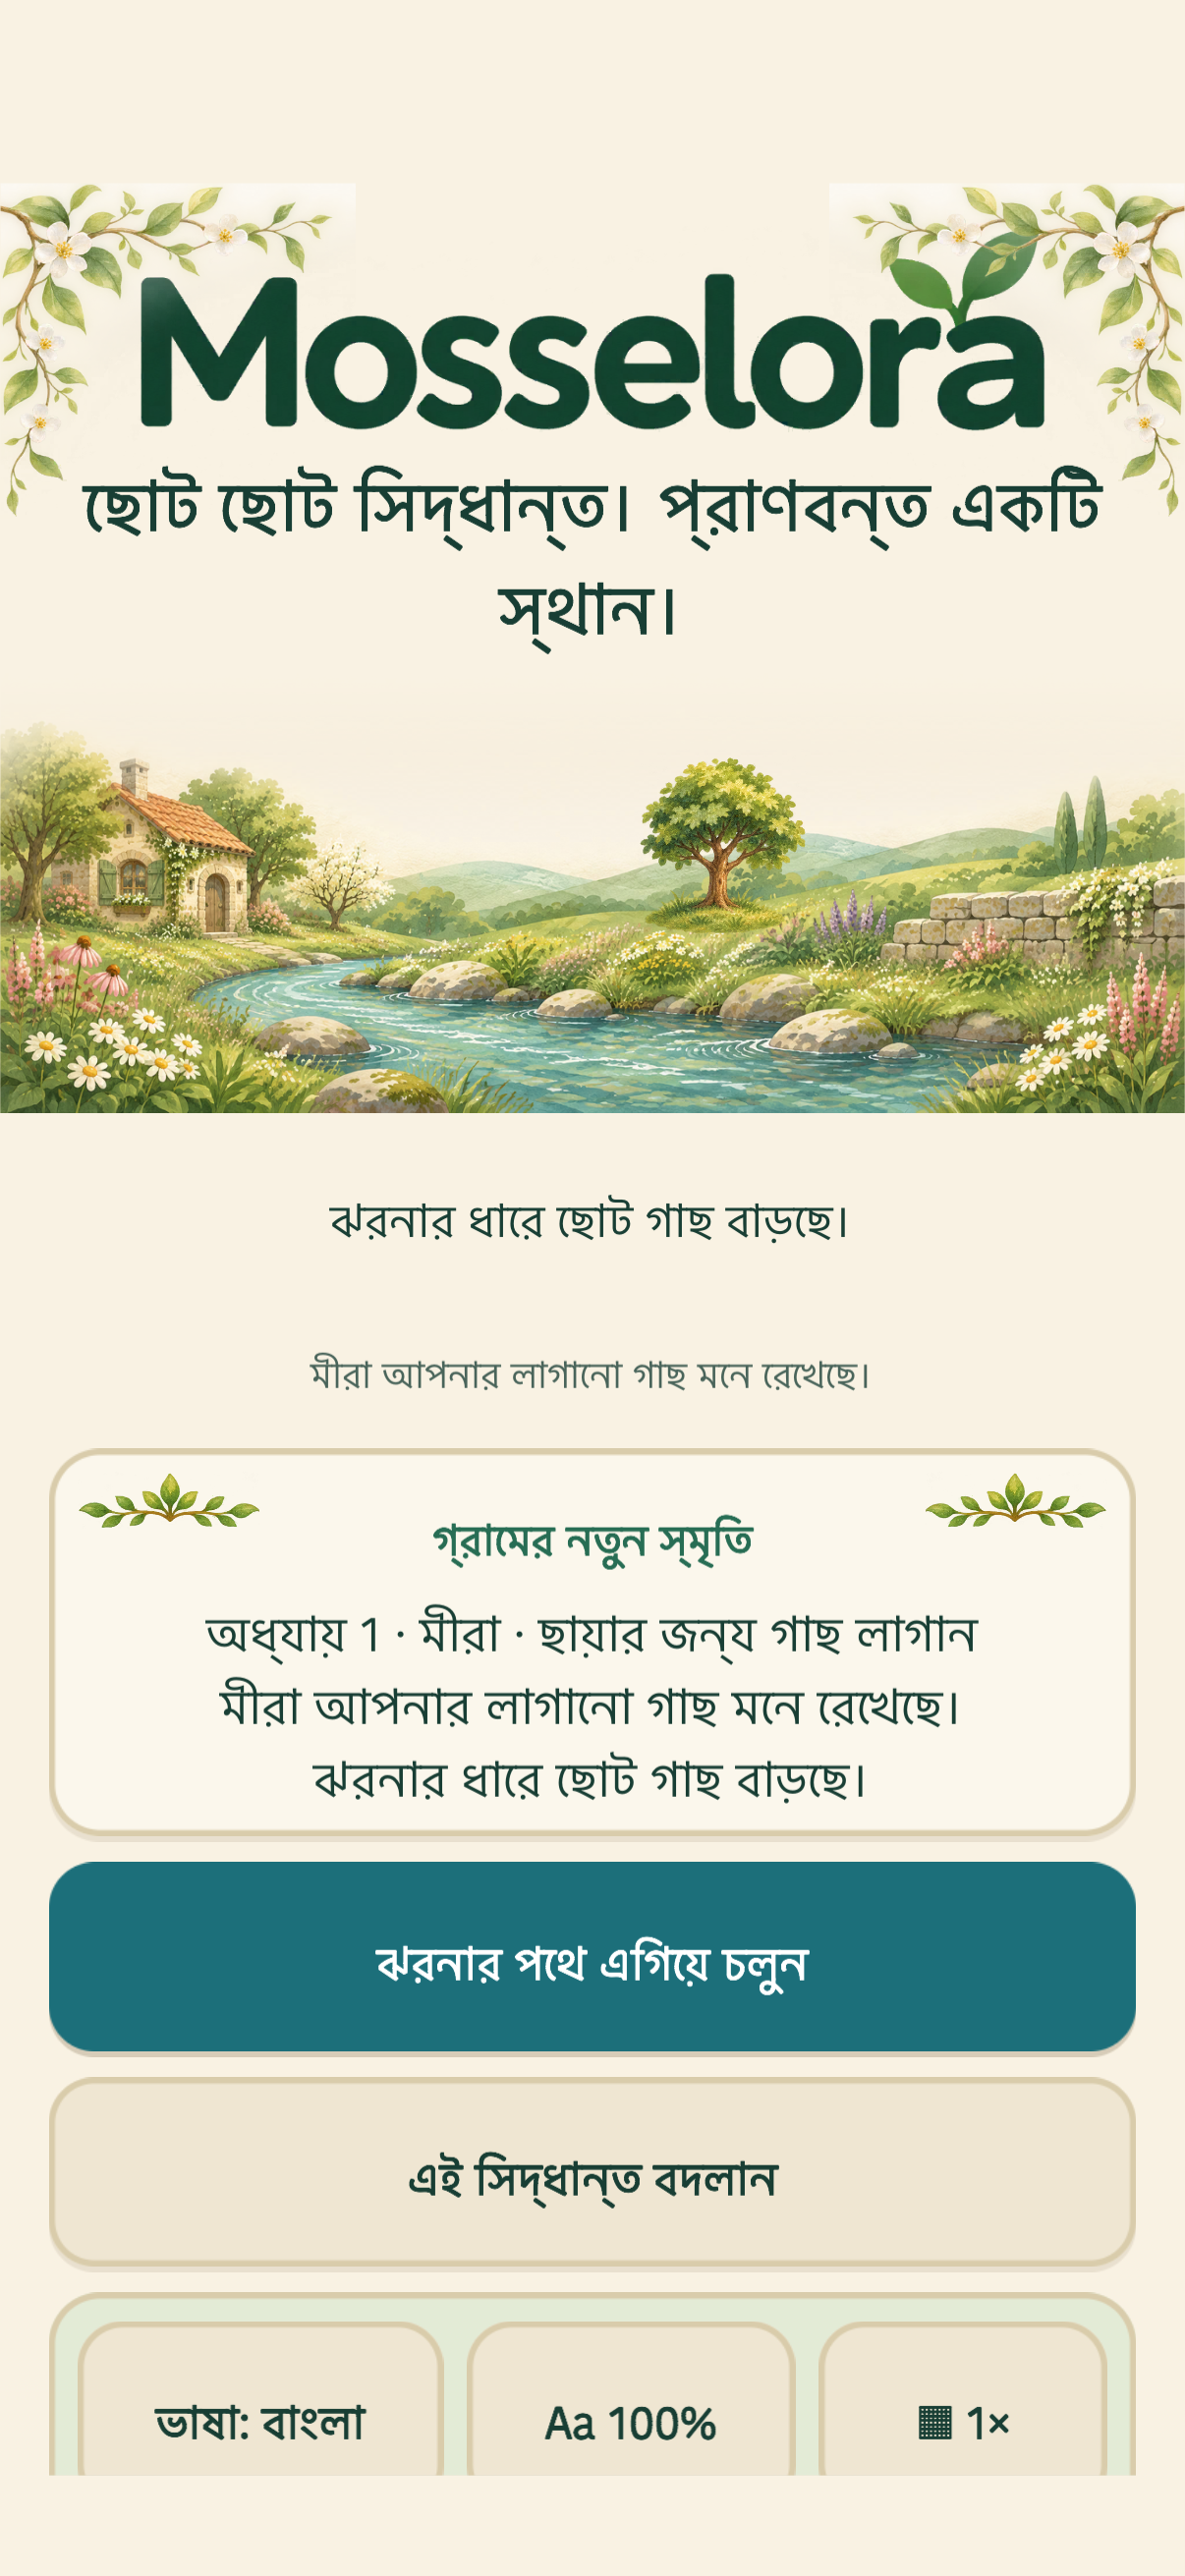 Mosselora
ছোট ছোট সিদ্ধান্ত। প্রাণবন্ত একটি
স্থান।
ঝরনার ধারে ছোট গাছ বাড়ছে।
মীরা আপনার লাগানো গাছ মনে রেখেছে।
গ্রামের নতুন স্মৃতি
অধ্যায় 1 · মীরা · ছায়ার জন্য গাছ লাগান
মীরা আপনার লাগানো গাছ মনে রেখেছে।
ঝরনার ধারে ছোট গাছ বাড়ছে।
ঝরনার পথে এগিয়ে চলুন
এই সিদ্ধান্ত বদলান
ভাষা: বাংলা
Aa 100%
▦ 1×